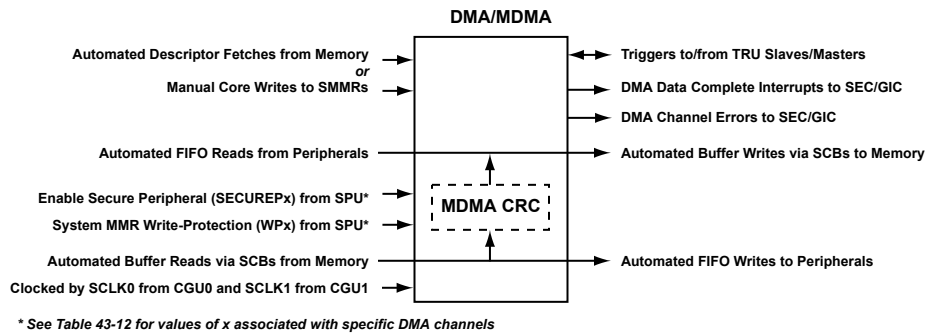 DMA/MDMA
Automated Descriptor Fetches from Memory
or
Manual Core Writes to SMMRs
Triggers to/from TRU Slaves/Masters
DMA Data Complete Interrupts to SEC/GIC
DMA Channel Errors to SEC/GIC
Automated FIFO Reads from Peripherals
Automated Buffer Writes via SCBs to Memory
Enable Secure Peripheral (SECUREPx) from SPU*
MDMA CRC
System MMR Write-Protection (WPx) from SPU*
Automated Buffer Reads via SCBs from Memory
Automated FIFO Writes to Peripherals
Clocked by SCLK0 from CGU0 and SCLK1 from CGU1
* See Table 43-12 for values of x associated with specific DMA channels